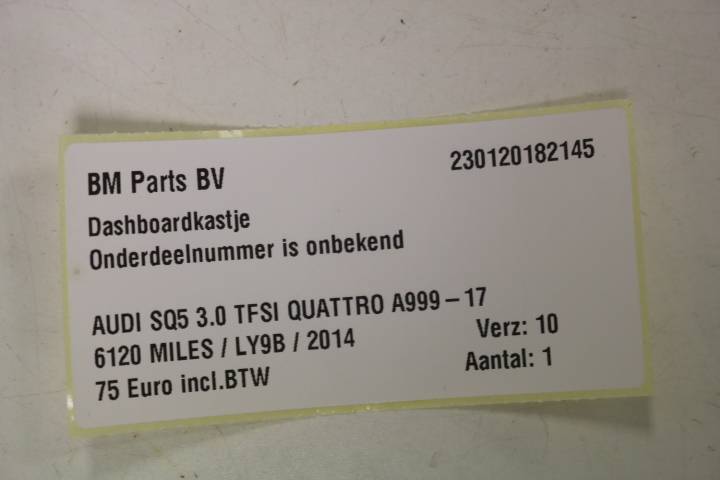 BM Parts BV 230120182145
Dashboardkastje
Onderdeelnummer is onbekend
AUDI SQ5 3.0 TFSI QUATTRO A999-17
6120 MILES / LY9B / 2014 Verz: 10
75 Euro incl.BTW Aantal: 1